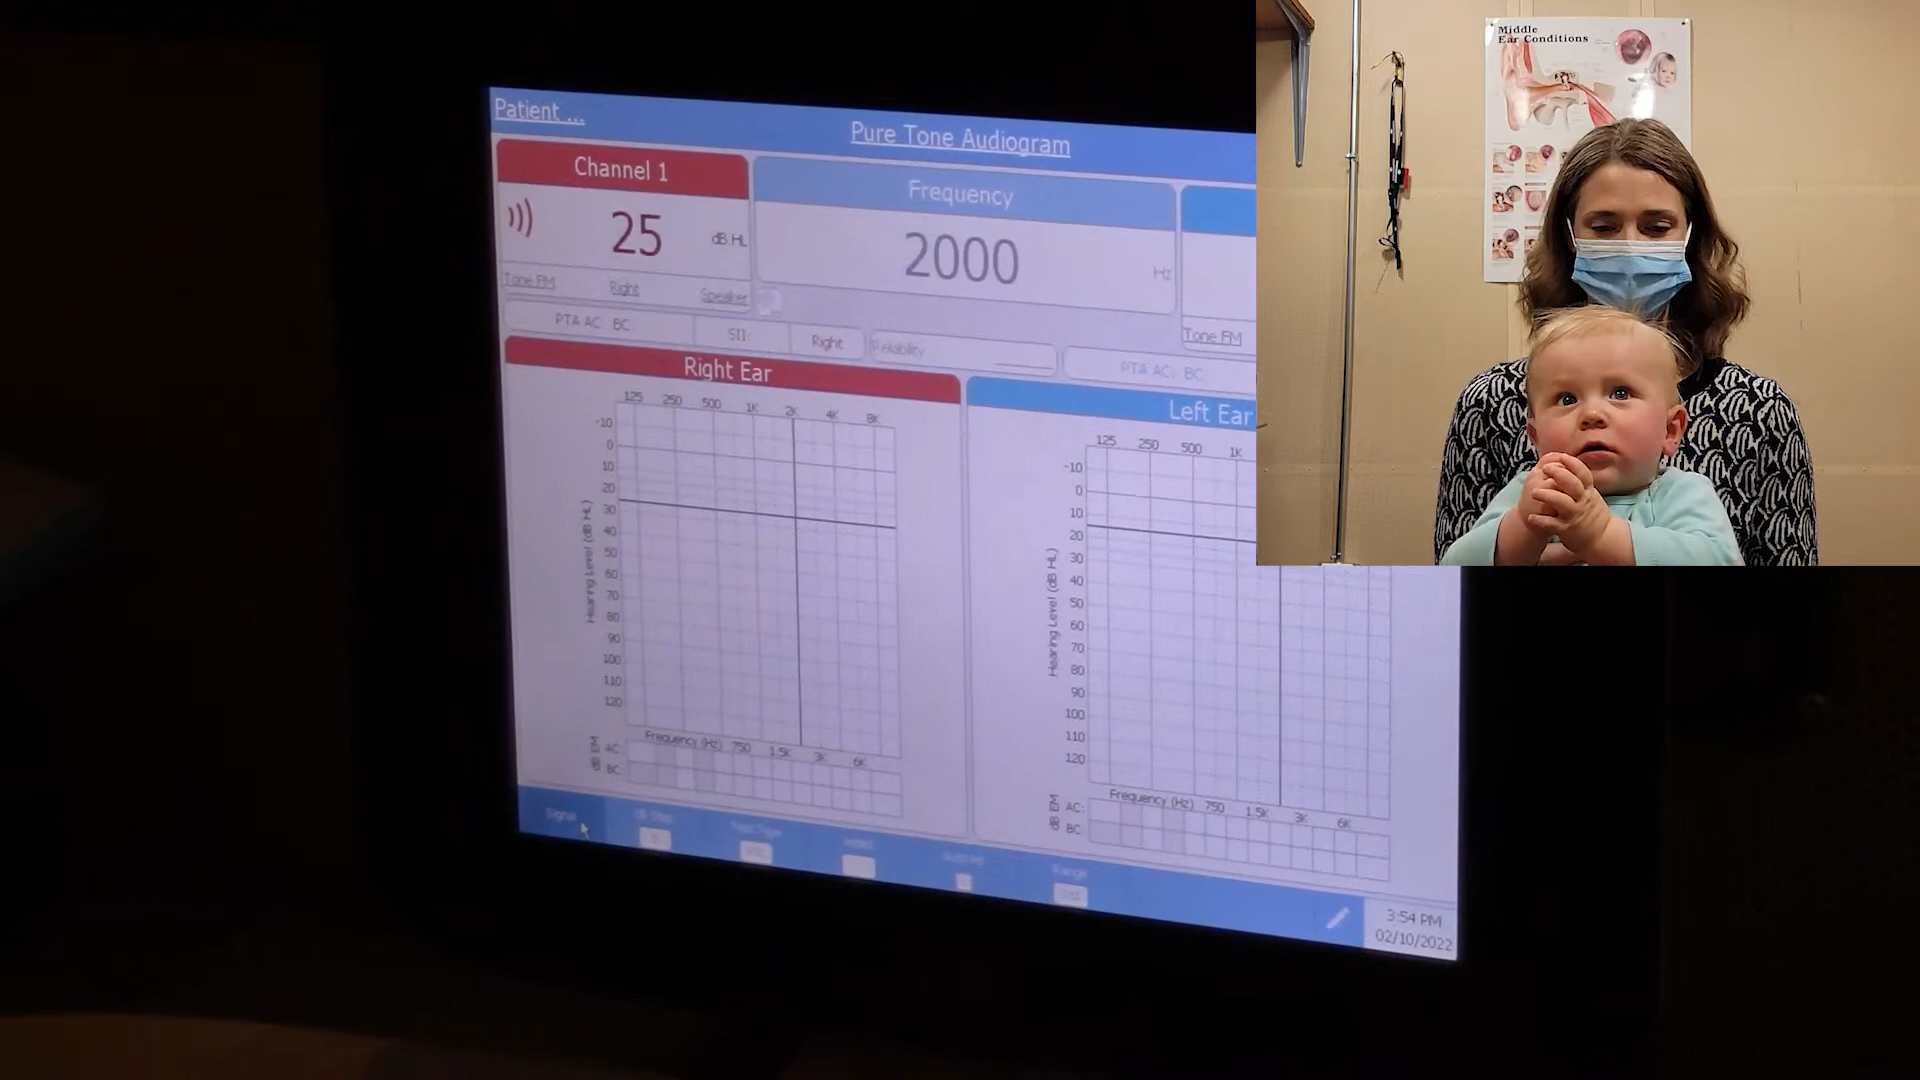 Patient ...
Pure Tone Audiogram
Channel 1
25 dB HL
Tone FM Right Speaker
Frequency
2000 Hz
Tone FM
PTA AC: BC:
SII:
Right
Reliability
PTA AC: BC:
Right Ear
125 250 500 1K 2K 4K 8K
-10
0
10
20
30
40
50
60
70
80
90
100
110
120
Hearing Level (dB HL)
Frequency (Hz) 750 1.5K 3K 6K
dB EM
AC:
BC:
Left Ear
125 250 500 1K
-10
0
10
20
30
40
50
60
70
80
90
100
110
120
Hearing Level (dB HL)
Frequency (Hz) 750 1.5K 3K 6K
dB EM
AC:
BC:
Signal
Range
3:54 PM
02/10/2022
Middle
Ear Conditions